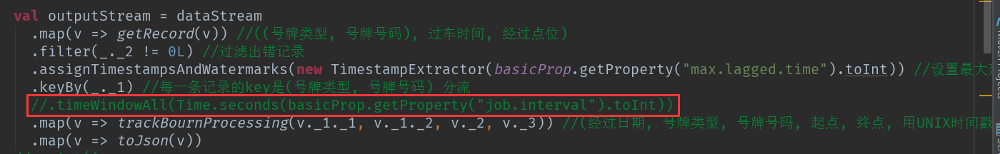 val outputStream = dataStream
.map(v => getRecord(v)) //((号牌类型, 号牌号码), 过车时间, 经过点位)
.filter(_._2 != 0L) //过滤出错记录
.assignTimestampsAndWatermarks(new TimestampExtractor(basicProp.getProperty("max.lagged.time").toInt)) //设置最大
.keyBy(_._1) //每一条记录的key是(号牌类型, 号牌号码) 分流
//.timeWindowAll(Time.seconds(basicProp.getProperty("job.interval").toInt))
.map(v => trackBournProcessing(v._1._1, v._1._2, v._2, v._3)) //(经过日期, 号牌类型, 号牌号码, 起点, 终点, 用UNIX时间戳
.map(v => toJson(v))